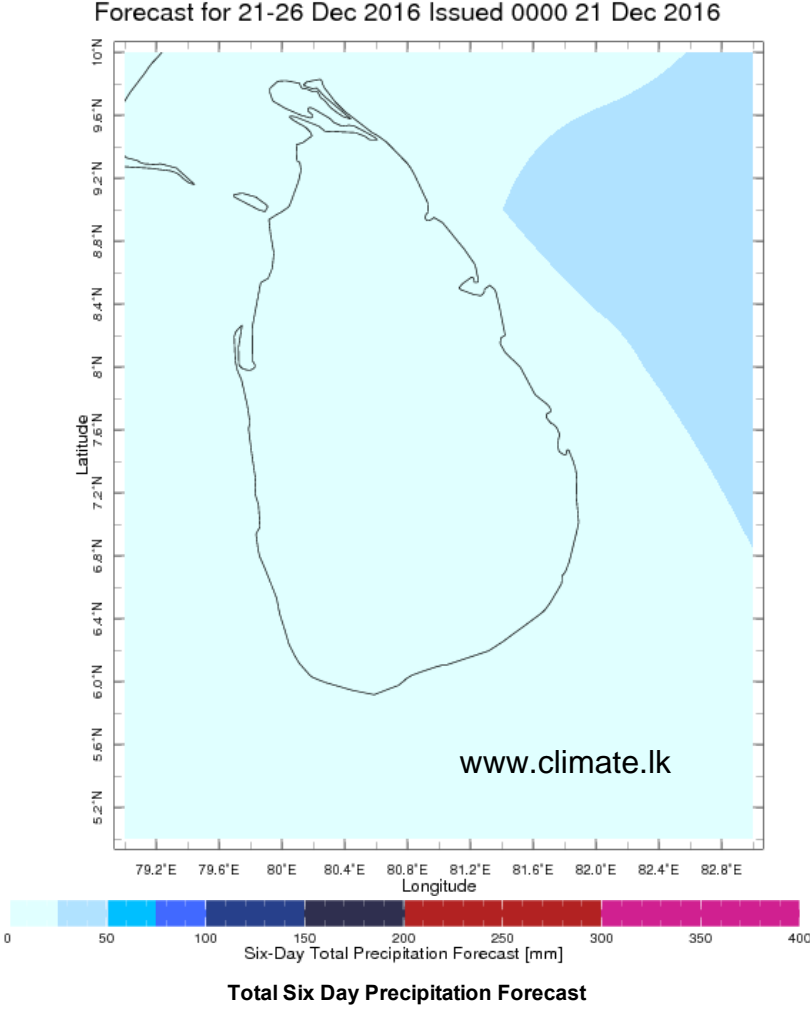 Forecast for 21-26 Dec 2016 Issued 0000 21 Dec 2016
10°N
9.6°N
9.2°N
8.8°N
8.4°N
8°N
7.6°N
7.2°N
6.8°N
6.4°N
6.0°N
5.6°N
5.2°N
Latitude
www.climate.lk
79.2°E 79.6°E 80°E 80.4°E 80.8°E 81.2°E 81.6°E 82.0°E 82.4°E 82.8°E
Longitude
0 50 100 150 200 250 300 350 400
Six-Day Total Precipitation Forecast [mm]
Total Six Day Precipitation Forecast